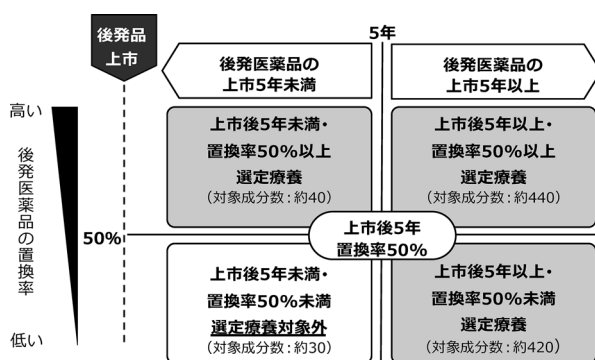 後発品
上市
5年
後発医薬品の
上市5年未満
後発医薬品の
上市5年以上
高い
後発医薬品の置換率
低い
50%
上市後5年未満・
置換率50%以上
選定療養
(対象成分数：約40)
上市後5年以上・
置換率50%以上
選定療養
(対象成分数：約440)
上市後5年
置換率50%
上市後5年未満・
置換率50%未満
選定療養対象外
(対象成分数：約30)
上市後5年以上・
置換率50%未満
選定療養
(対象成分数：約420)